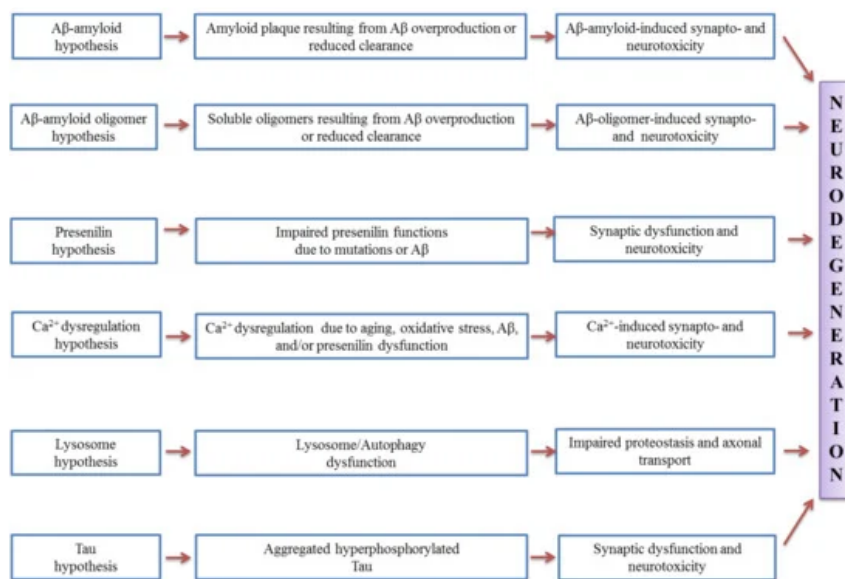 Aβ-amyloid
hypothesis
Amyloid plaque resulting from Aβ overproduction or
reduced clearance
Aβ-amyloid-induced synapto- and
neurotoxicity
Aβ-amyloid oligomer
hypothesis
Soluble oligomers resulting from Aβ overproduction
or reduced clearance
Aβ-oligomer-induced synapto-
and neurotoxicity
Presenilin
hypothesis
Impaired presenilin functions
due to mutations or Aβ
Synaptic dysfunction and
neurotoxicity
Ca²⁺ dysregulation
hypothesis
Ca²⁺ dysregulation due to aging, oxidative stress, Aβ,
and/or presenilin dysfunction
Ca²⁺-induced synapto- and
neurotoxicity
Lysosome
hypothesis
Lysosome/Autophagy
dysfunction
Impaired proteostasis and axonal
transport
Tau
hypothesis
Aggregated hyperphosphorylated
Tau
Synaptic dysfunction and
neurotoxicity
NEURODEGENERATION